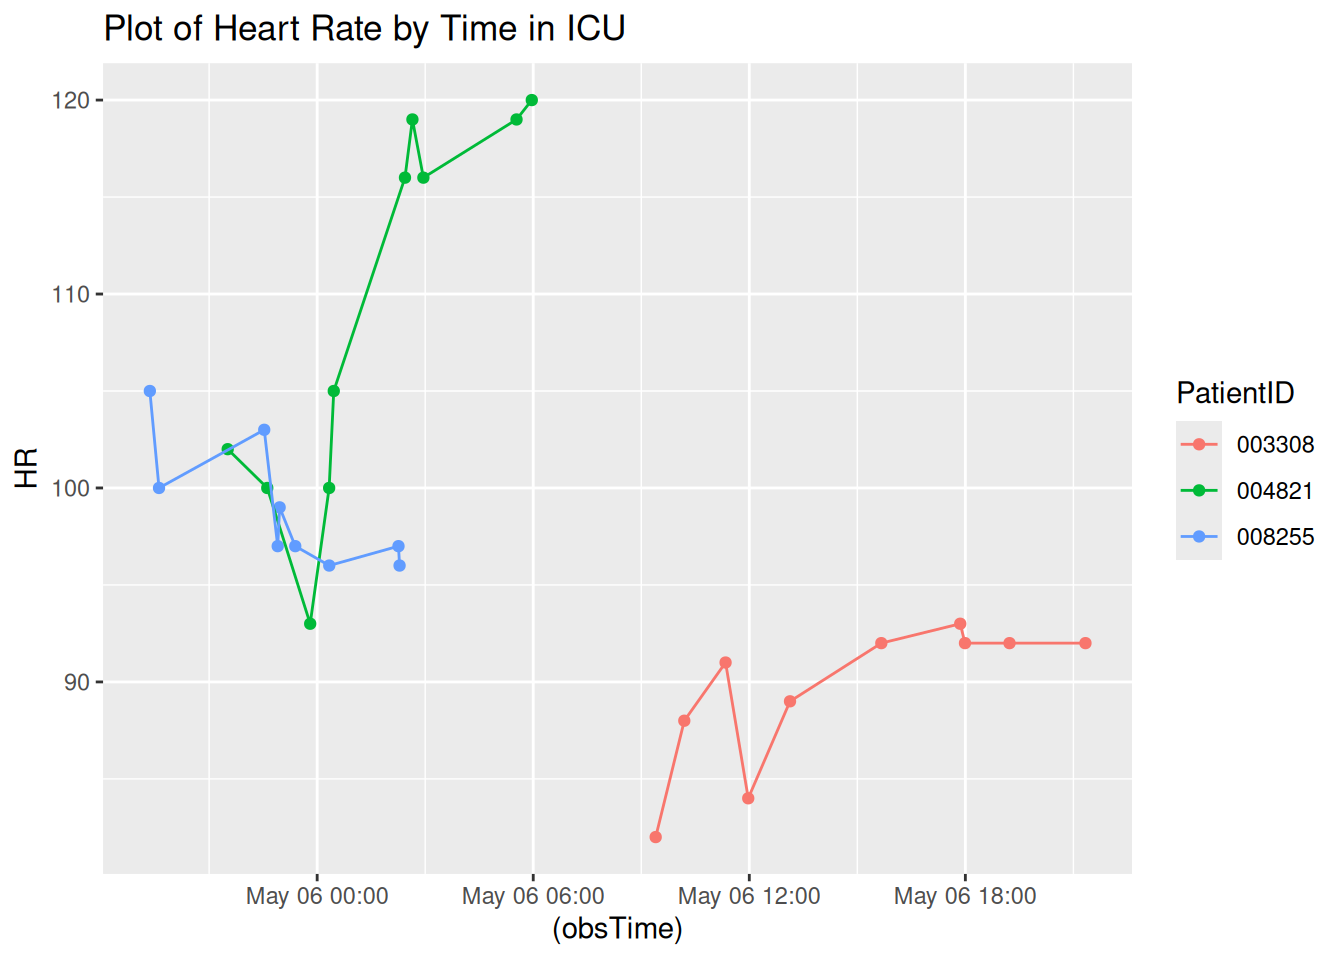 Plot of Heart Rate by Time in ICU
120
110
100
90
HR
May 06 00:00 May 06 06:00 May 06 12:00 May 06 18:00
(obsTime)
PatientID
003308
004821
008255